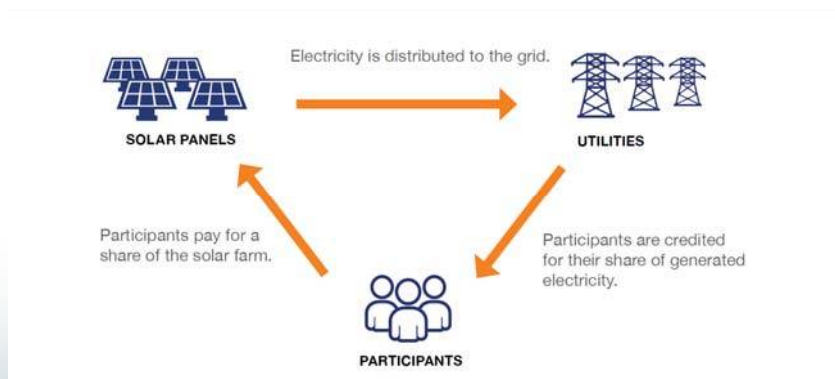 Electricity is distributed to the grid.
SOLAR PANELS
UTILITIES
Participants pay for a
share of the solar farm.
Participants are credited
for their share of generated
electricity.
PARTICIPANTS